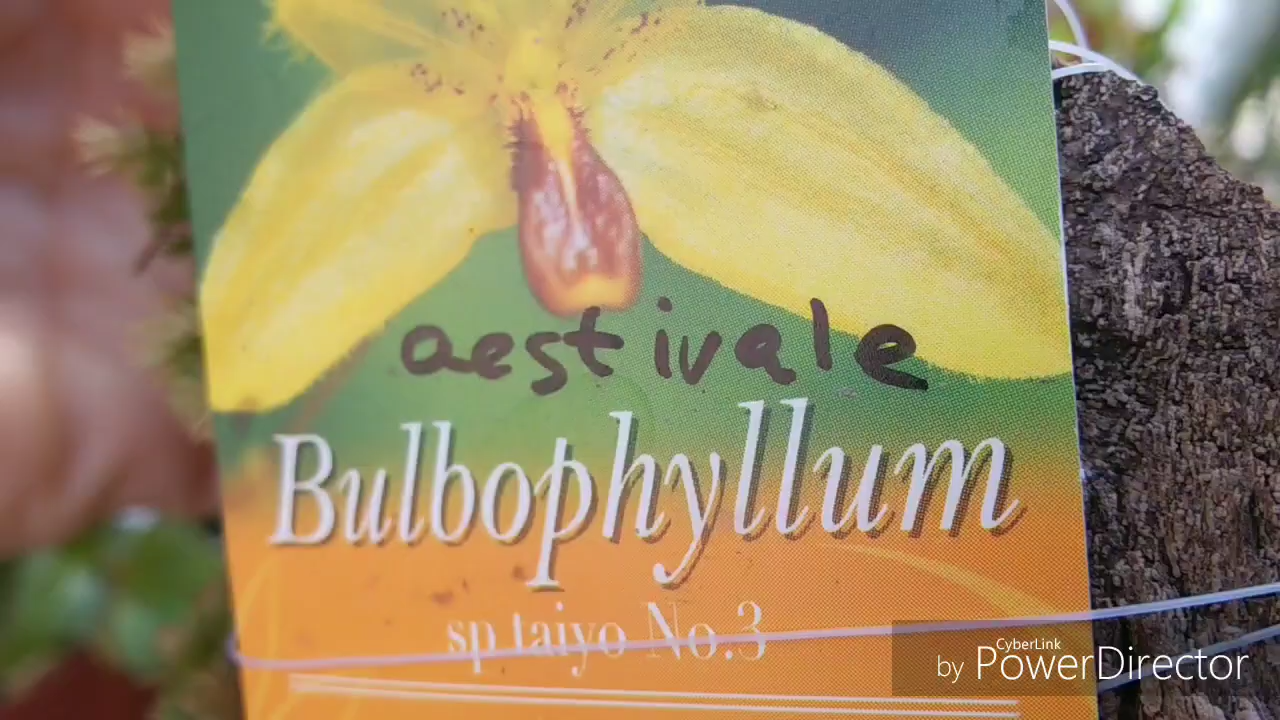 aestivale
Bulbophyllum
sp taiyo No.3
CyberLink
by PowerDirector